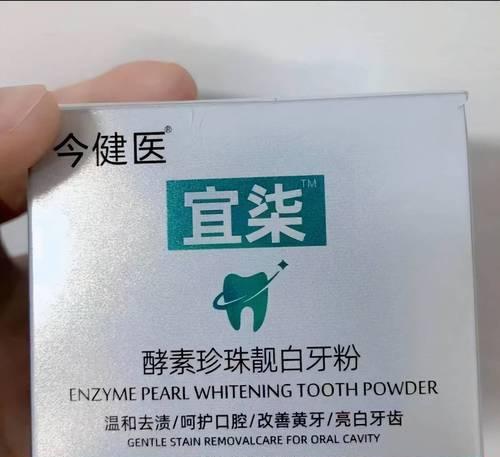 今健医®
宜柒™
酵素珍珠靓白牙粉
ENZYME PEARL WHITENING TOOTH POWDER
温和去渍/呵护口腔/改善黄牙/亮白牙齿
GENTLE STAIN REMOVALCARE FOR ORAL CAVITY